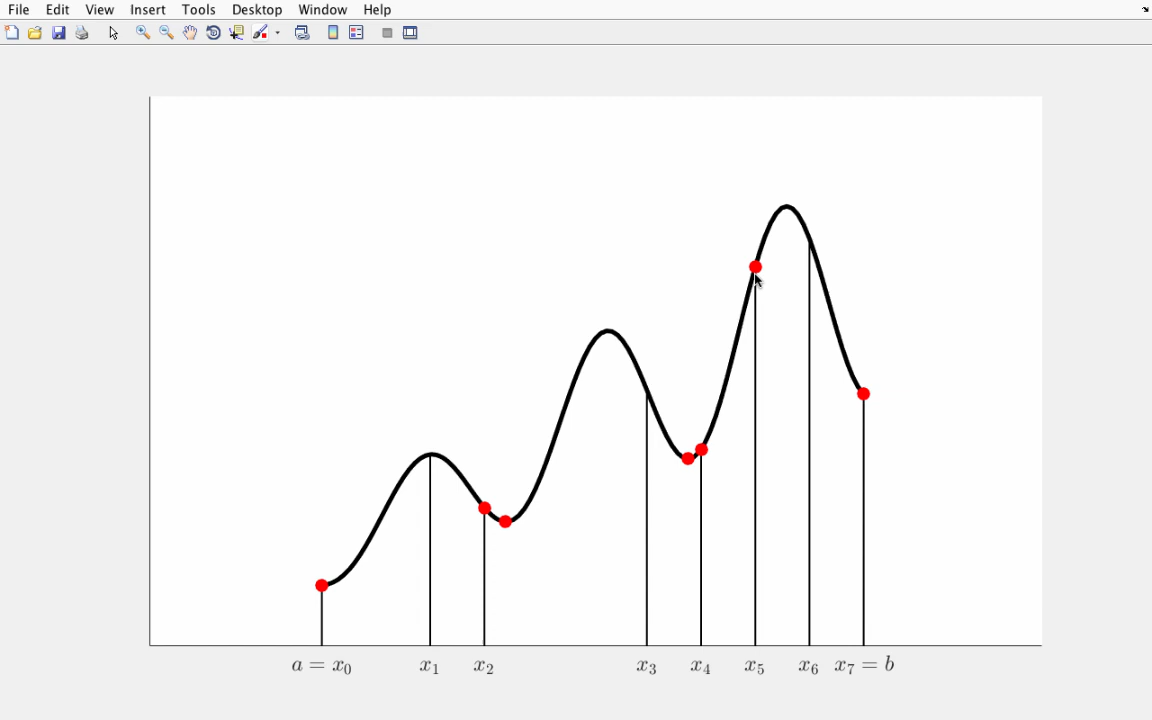 File Edit View Insert Tools Desktop Window Help
a = x₀ x₁ x₂ x₃ x₄ x₅ x₆ x₇ = b